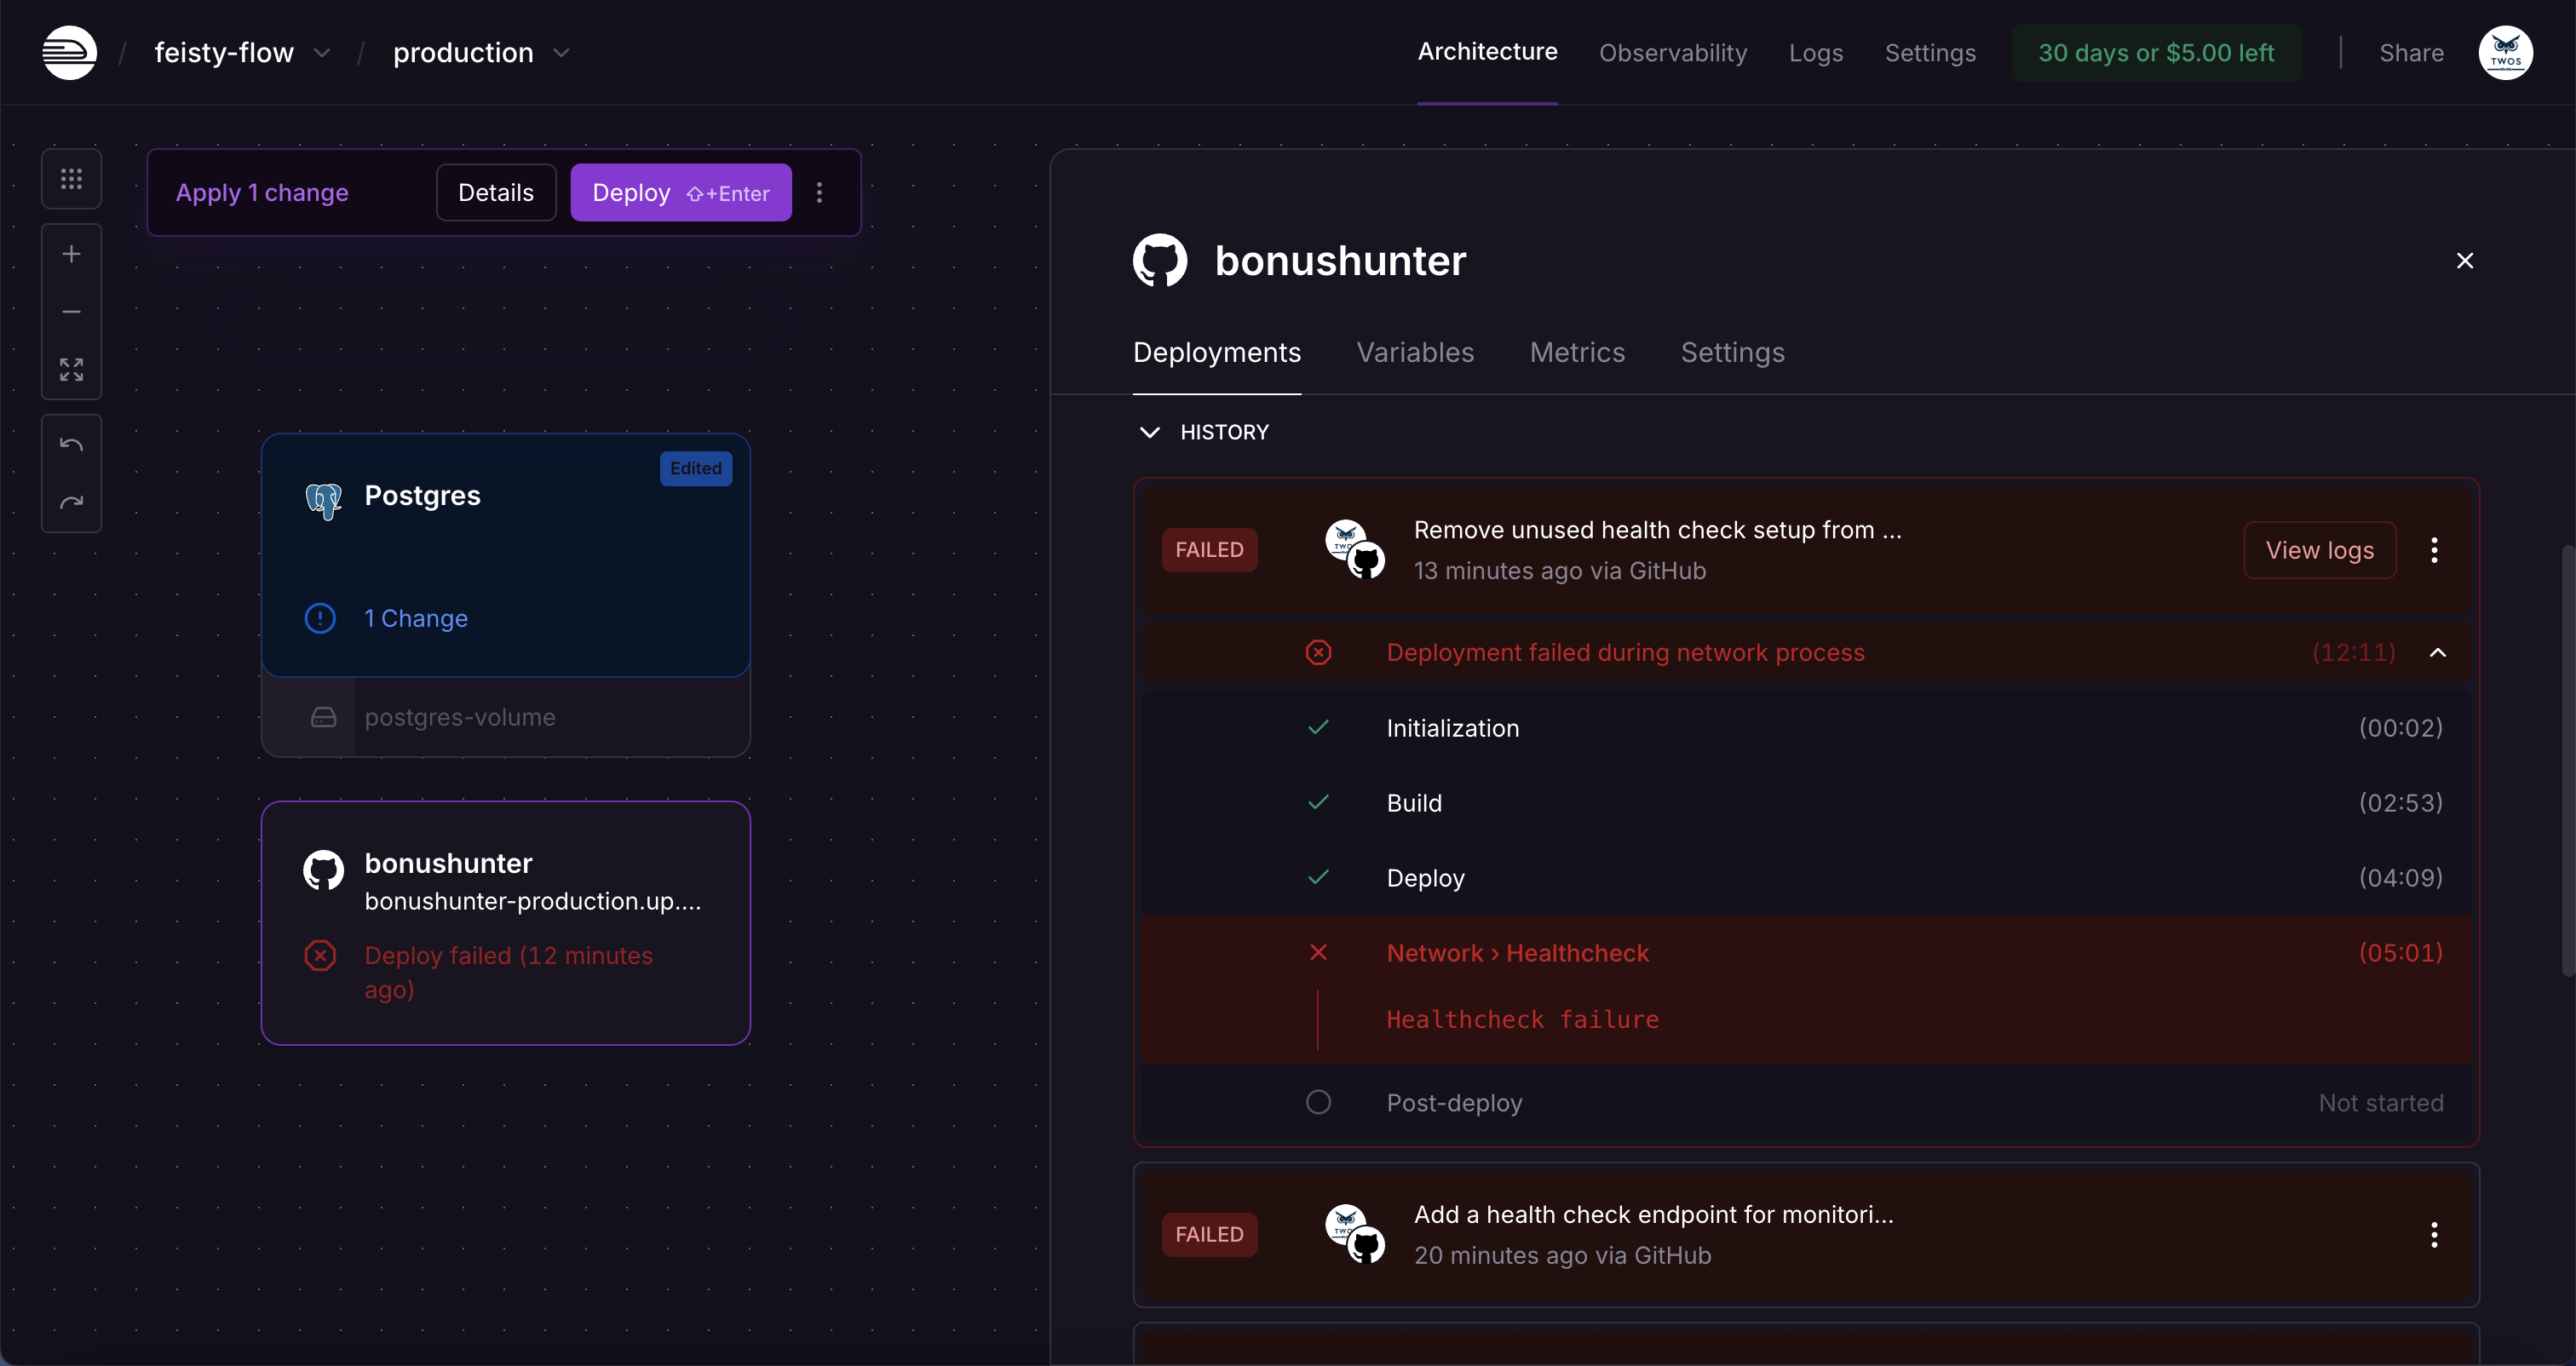 / feisty-flow / production
Architecture Observability Logs Settings 30 days or $5.00 left Share TWOS
Apply 1 change Details Deploy ⇧+Enter
Edited
Postgres
1 Change
postgres-volume
bonushunter
bonushunter-production.up....
Deploy failed (12 minutes
ago)
bonushunter
Deployments Variables Metrics Settings
HISTORY
FAILED
Remove unused health check setup from ...
13 minutes ago via GitHub
View logs
Deployment failed during network process (12:11)
Initialization (00:02)
Build (02:53)
Deploy (04:09)
Network › Healthcheck (05:01)
Healthcheck failure
Post-deploy Not started
FAILED
Add a health check endpoint for monitori...
20 minutes ago via GitHub